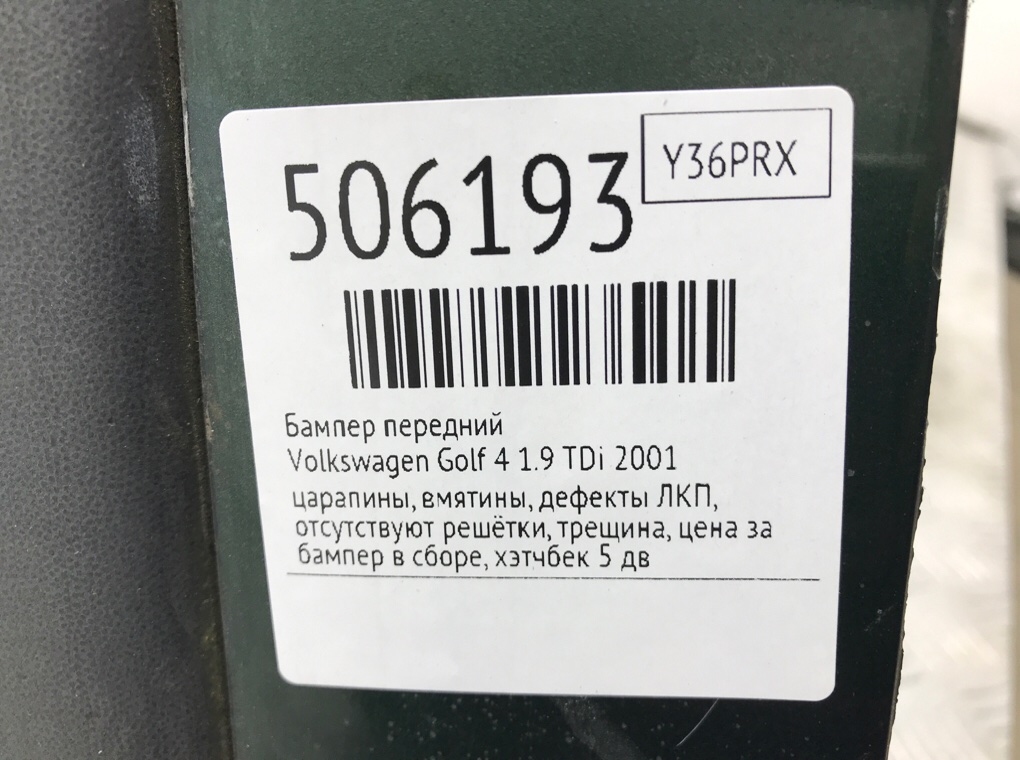 506193
Y36PRX
Бампер передний
Volkswagen Golf 4 1.9 TDi 2001
царапины, вмятины, дефекты ЛКП,
отсутствуют решётки, трещина, цена за
бампер в сборе, хэтчбек 5 дв